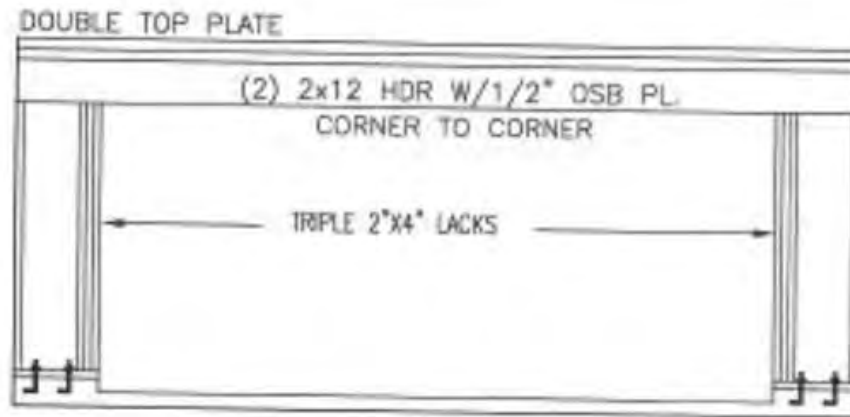 DOUBLE TOP PLATE
(2) 2x12 HDR W/1/2" OSB PL.
CORNER TO CORNER
TRIPLE 2"X4" LACKS